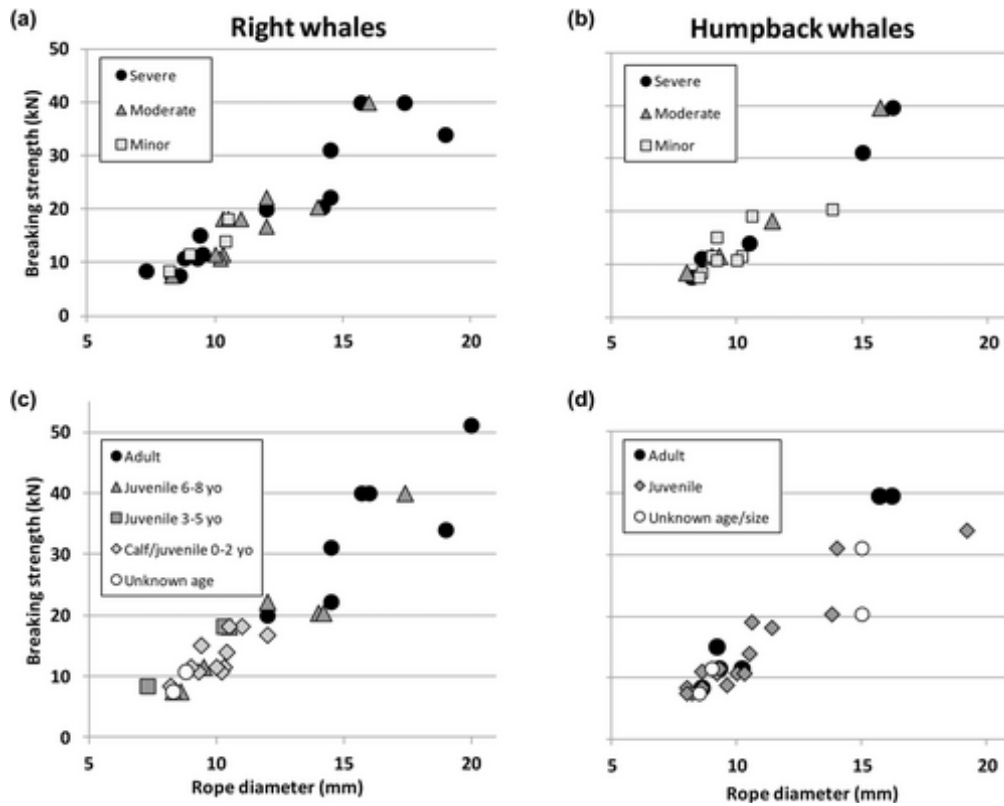 (a)
Right whales
50
40
30
20
10
0
Breaking strength (kN)
Severe
Moderate
Minor
5
10
15
20
(b)
Humpback whales
Severe
Moderate
Minor
5
10
15
20
(c)
50
40
30
20
10
0
Breaking strength (kN)
Adult
Juvenile 6-8 yo
Juvenile 3-5 yo
Calf/juvenile 0-2 yo
Unknown age
5
10
15
20
Rope diameter (mm)
(d)
Adult
Juvenile
Unknown age/size
5
10
15
20
Rope diameter (mm)